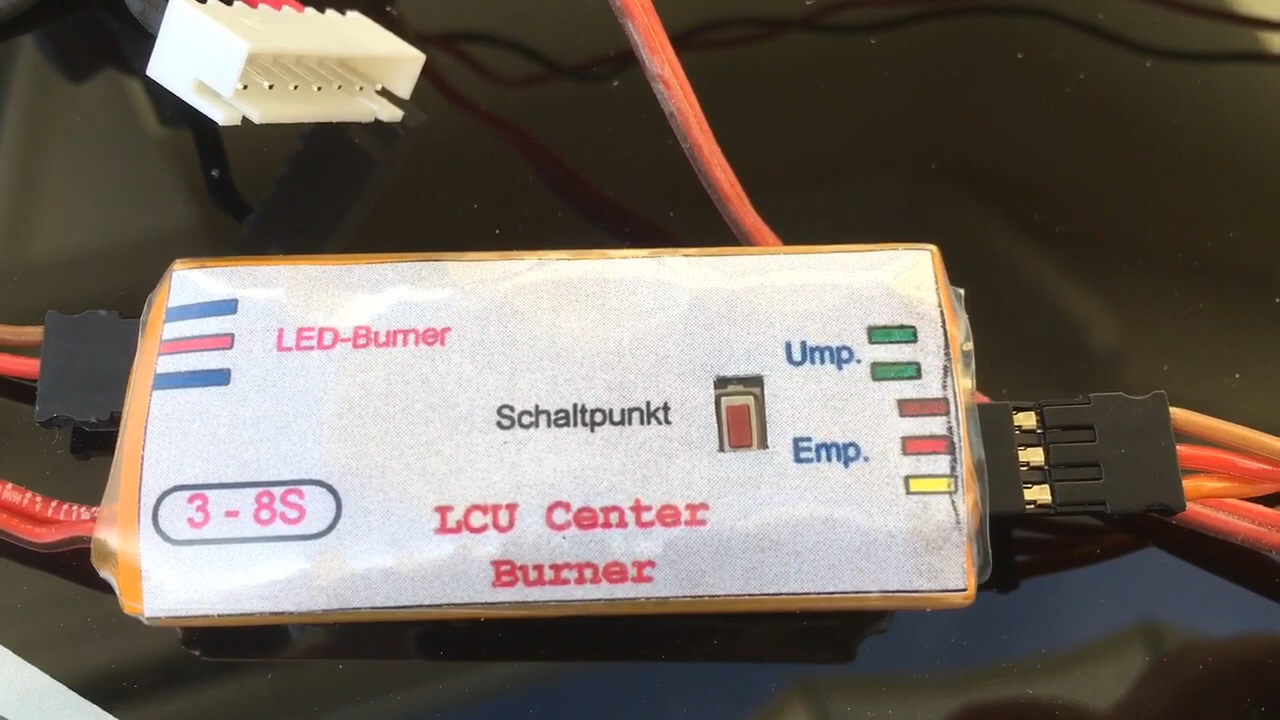 LED-Burner
Ump.
Schaltpunkt
Emp.
3 - 8S
LCU Center
Burner